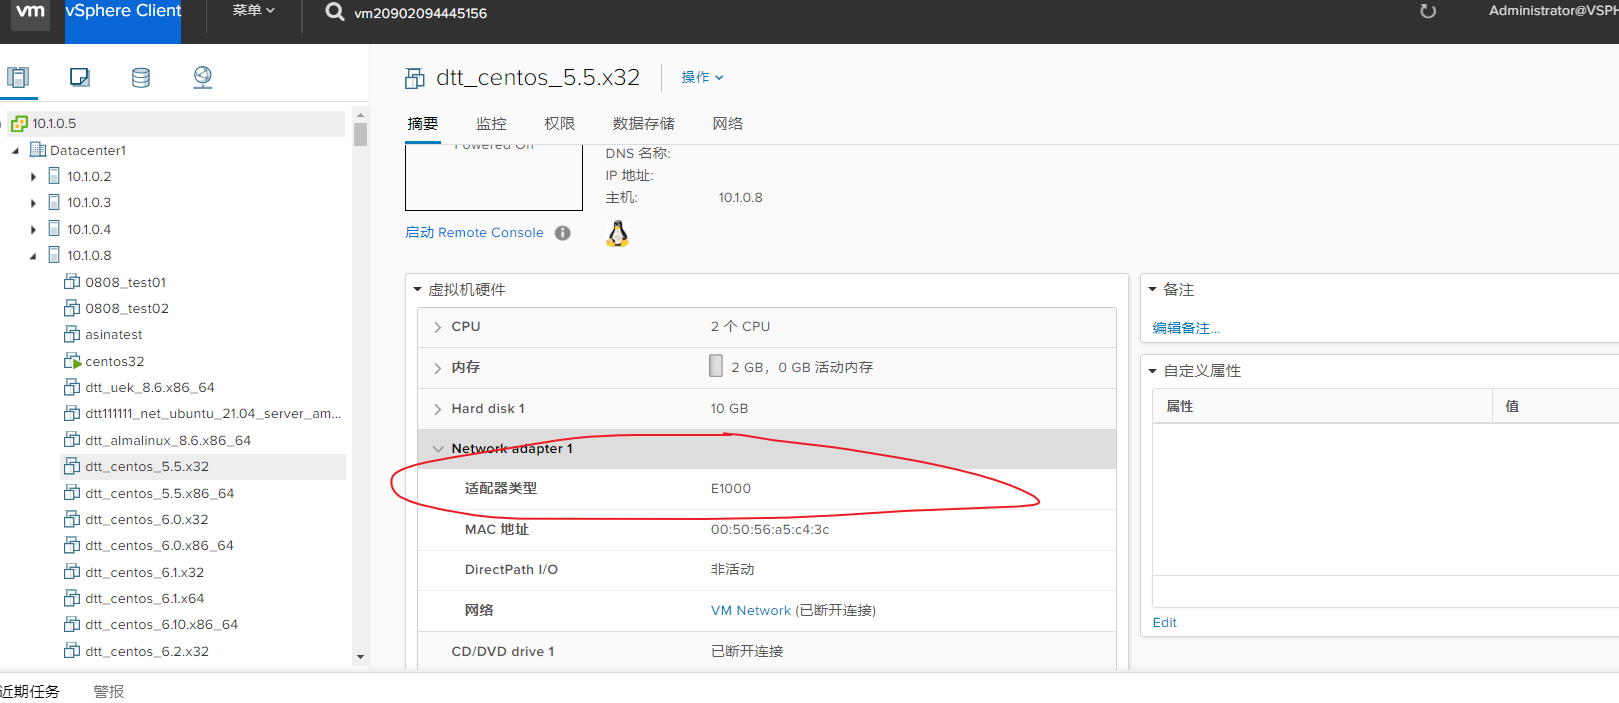 vm vSphere Client 菜单 vm20902094445156 Administrator@VSPH
dtt_centos_5.5.x32 操作
摘要 监控 权限 数据存储 网络
10.1.0.5
Datacenter1
10.1.0.2
10.1.0.3
10.1.0.4
10.1.0.8
0808_test01
0808_test02
asinatest
centos32
dtt_uek_8.6.x86_64
dtt111111_net_ubuntu_21.04_server_am...
dtt_almalinux_8.6.x86_64
dtt_centos_5.5.x32
dtt_centos_5.5.x86_64
dtt_centos_6.0.x32
dtt_centos_6.0.x86_64
dtt_centos_6.1.x32
dtt_centos_6.1.x64
dtt_centos_6.10.x86_64
dtt_centos_6.2.x32
Powered Off
DNS 名称:
IP 地址:
主机: 10.1.0.8
启动 Remote Console
虚拟机硬件
CPU 2 个 CPU
内存 2 GB，0 GB 活动内存
Hard disk 1 10 GB
Network adapter 1
适配器类型 E1000
MAC 地址 00:50:56:a5:c4:3c
DirectPath I/O 非活动
网络 VM Network (已断开连接)
CD/DVD drive 1 已断开连接
备注
编辑备注...
自定义属性
属性 值
Edit
近期任务 警报